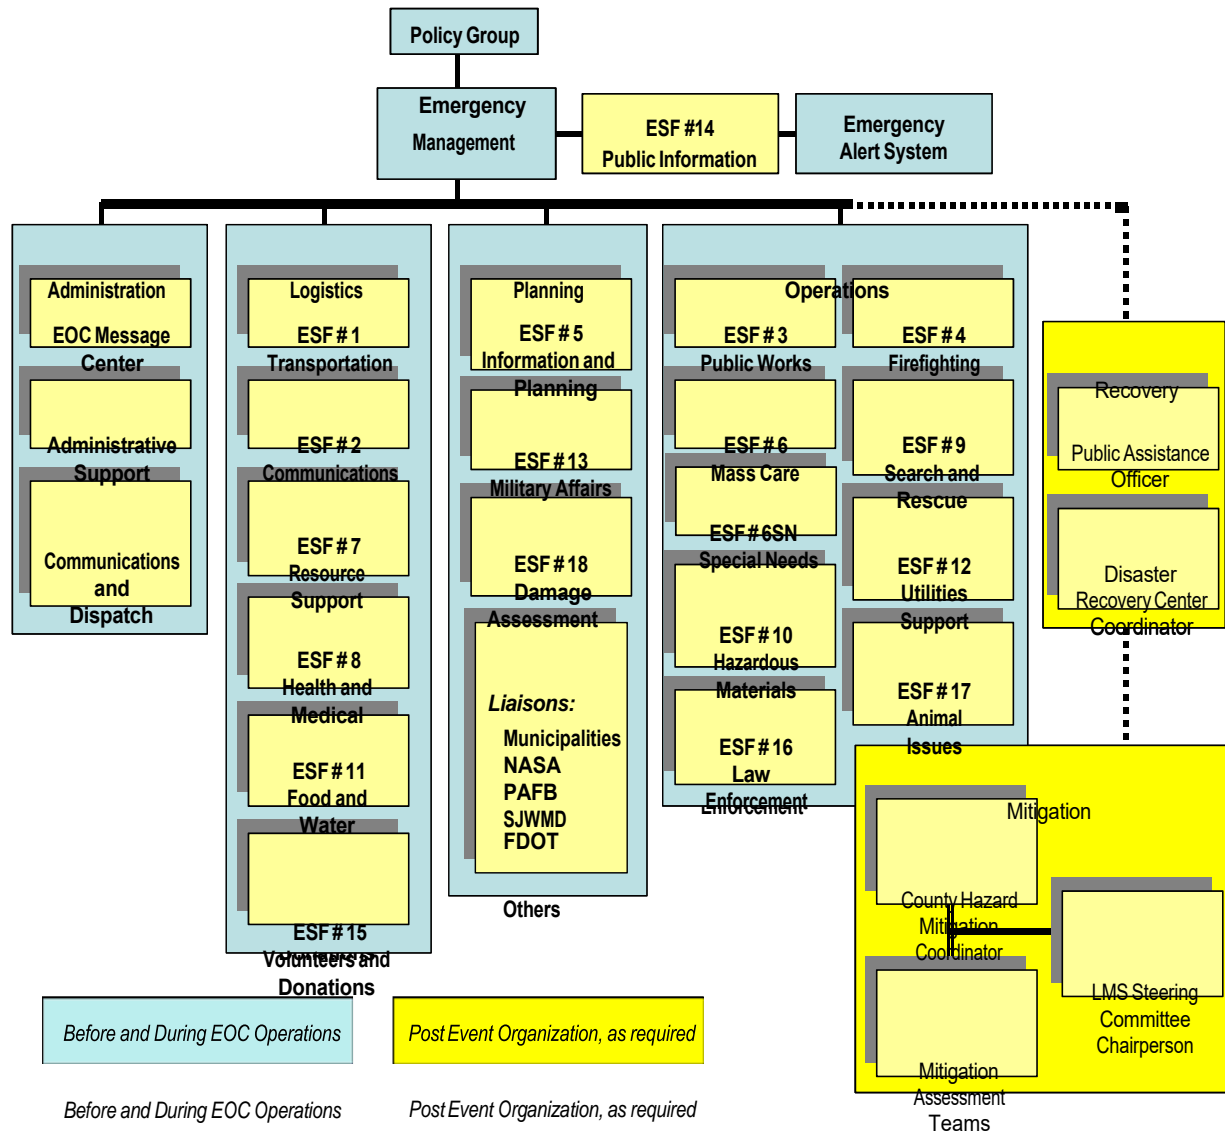 Policy Group
Emergency
Management
ESF #14
Public Information
Emergency
Alert System
Administration
EOC Message
Center
Administrative
Support
Communications
and
Dispatch
Logistics
ESF # 1
Transportation
ESF # 2
Communications
ESF # 7
Resource
Support
ESF # 8
Health and
Medical
ESF # 11
Food and
Water
ESF # 15
Volunteers and
Donations
Planning
ESF # 5
Information and
Planning
ESF # 13
Military Affairs
ESF # 18
Damage
Assessment
Liaisons:
Municipalities
NASA
PAFB
SJWMD
FDOT
Others
Operations
ESF # 3
Public Works
ESF # 6
Mass Care
ESF # 6SN
Special Needs
ESF # 10
Hazardous
Materials
ESF # 16
Law
Enforcement
ESF # 4
Firefighting
ESF # 9
Search and
Rescue
ESF # 12
Utilities
Support
ESF # 17
Animal
Issues
Recovery
Public Assistance
Officer
Disaster
Recovery Center
Coordinator
Mitigation
County Hazard
Mitigation
Coordinator
LMS Steering
Committee
Chairperson
Mitigation
Assessment
Teams
Before and During EOC Operations
Post Event Organization, as required
Before and During EOC Operations
Post Event Organization, as required